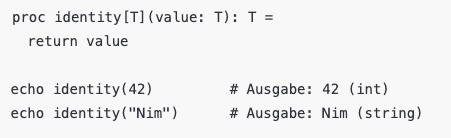 proc identity[T](value: T): T =
  return value

echo identity(42)         # Ausgabe: 42 (int)
echo identity("Nim")      # Ausgabe: Nim (string)